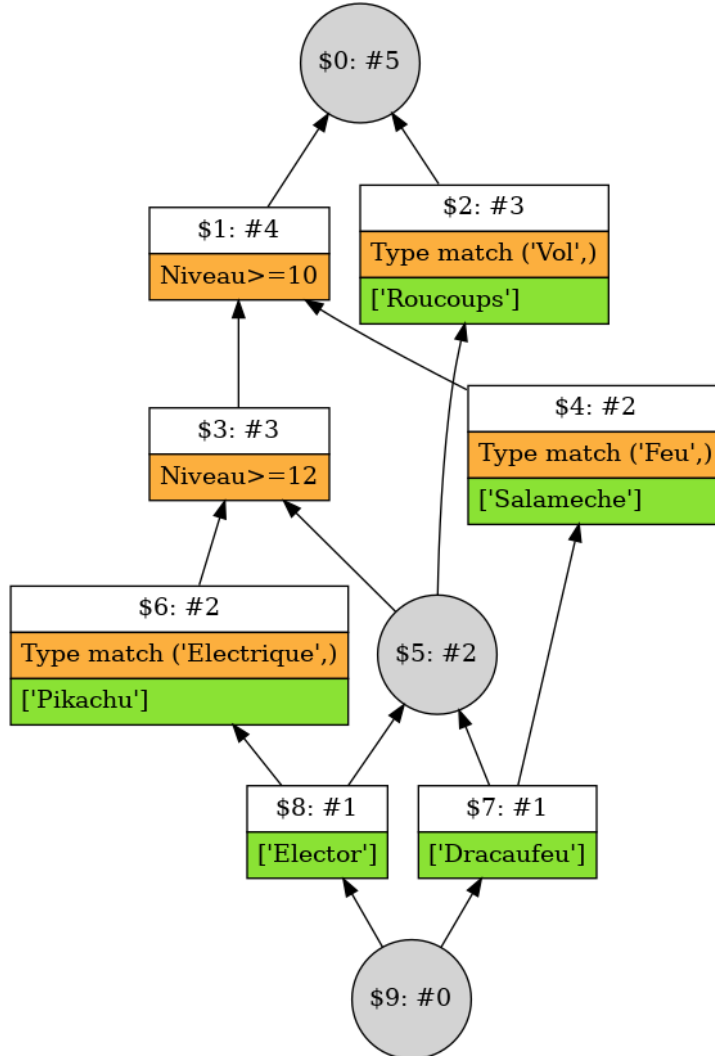 $0: #5
$1: #4
Niveau>=10
$2: #3
Type match ('Vol',)
['Roucoups']
$3: #3
Niveau>=12
$4: #2
Type match ('Feu',)
['Salameche']
$6: #2
Type match ('Electrique',)
['Pikachu']
$5: #2
$8: #1
['Elector']
$7: #1
['Dracaufeu']
$9: #0